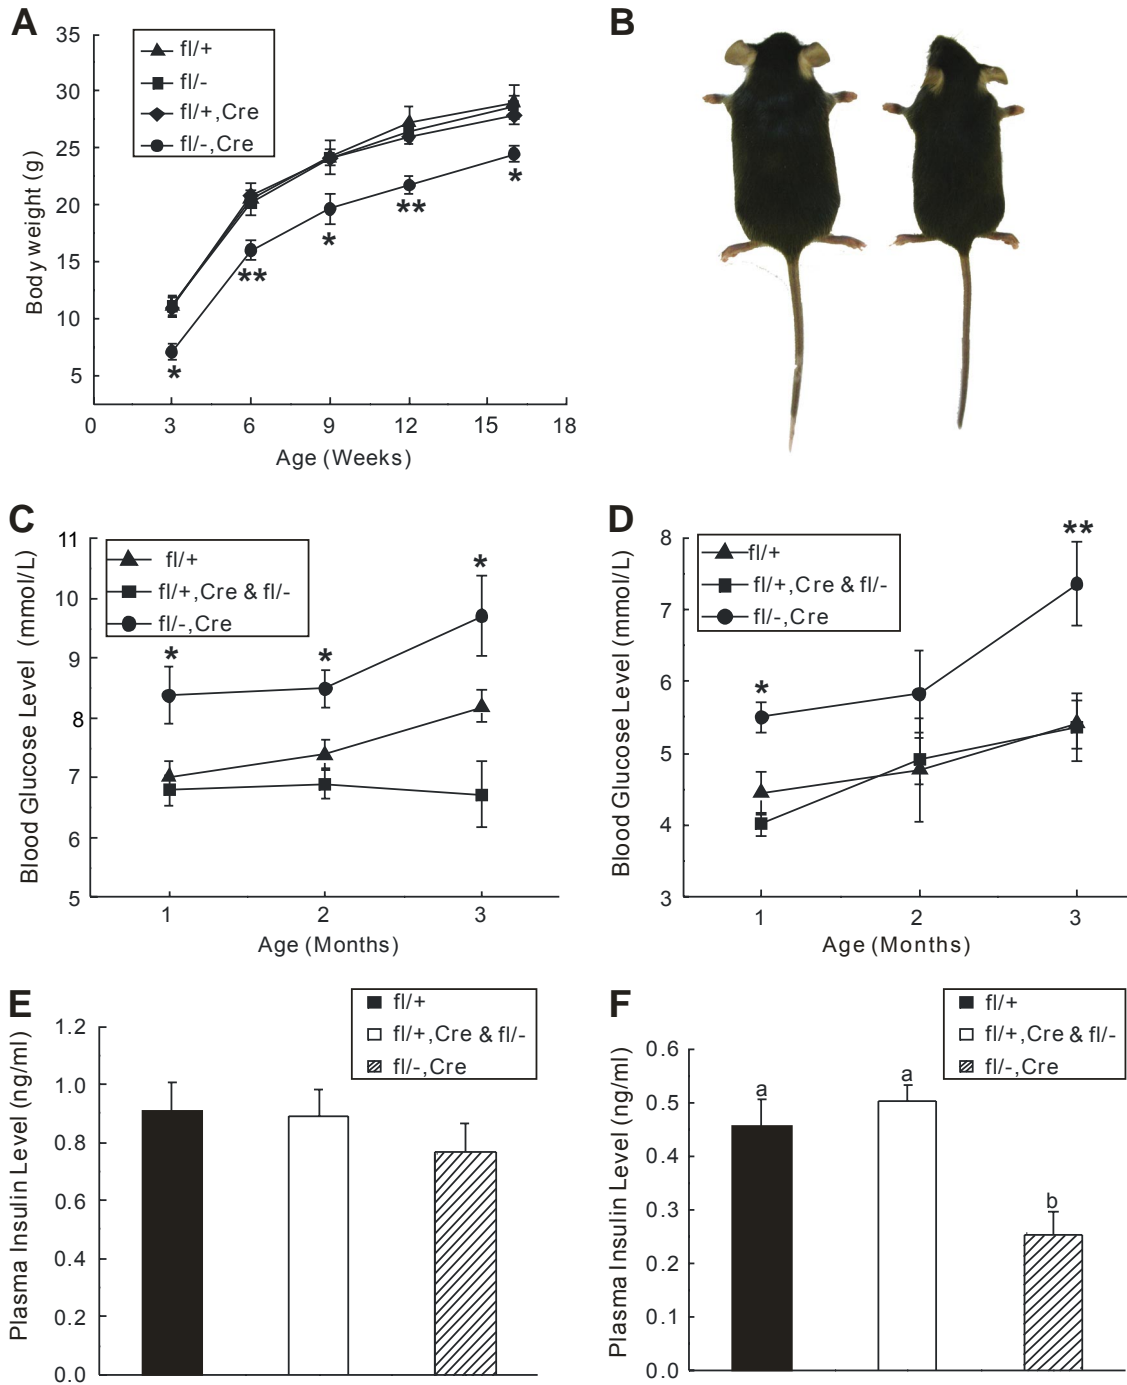 A
35
30
25
20
15
10
5
0
3
6
9
12
15
18
Body weight (g)
Age (Weeks)
fl/+
fl/-
fl/+,Cre
fl/-,Cre
*
**
*
**
*
B
C
11
10
9
8
7
6
5
1
2
3
Blood Glucose Level (mmol/L)
Age (Months)
fl/+
fl/+,Cre & fl/-
fl/-,Cre
*
*
*
D
8
7
6
5
4
3
1
2
3
Blood Glucose Level (mmol/L)
Age (Months)
fl/+
fl/+,Cre & fl/-
fl/-,Cre
*
**
E
1.2
1.0
0.8
0.6
0.4
0.2
0.0
Plasma Insulin Level (ng/ml)
fl/+
fl/+,Cre & fl/-
fl/-,Cre
F
0.6
0.5
0.4
0.3
0.2
0.1
0.0
Plasma Insulin Level (ng/ml)
fl/+
fl/+,Cre & fl/-
fl/-,Cre
a
a
b